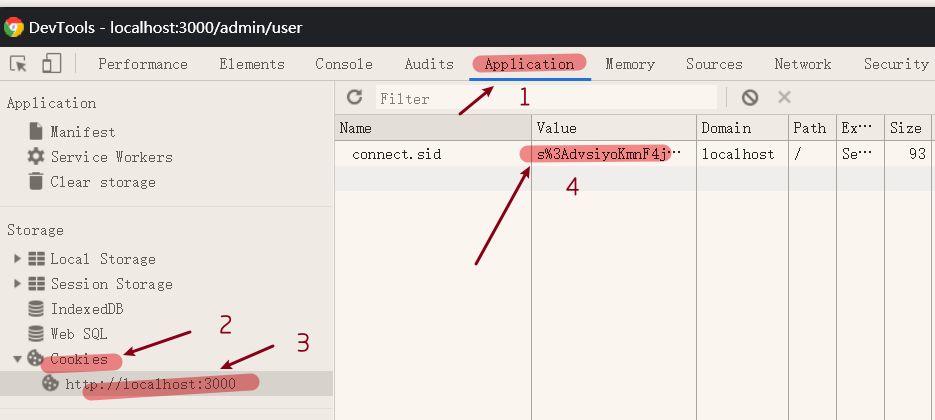 DevTools - localhost:3000/admin/user
Performance Elements Console Audits Application Memory Sources Network Security
1
Application
Manifest
Service Workers
Clear storage
Storage
Local Storage
Session Storage
IndexedDB
Web SQL
Cookies
http://localhost:3000
2
3
Filter
Name Value Domain Path Ex… Size
connect.sid s%3AdvsiyoKmnF4j… localhost / Se… 93
4